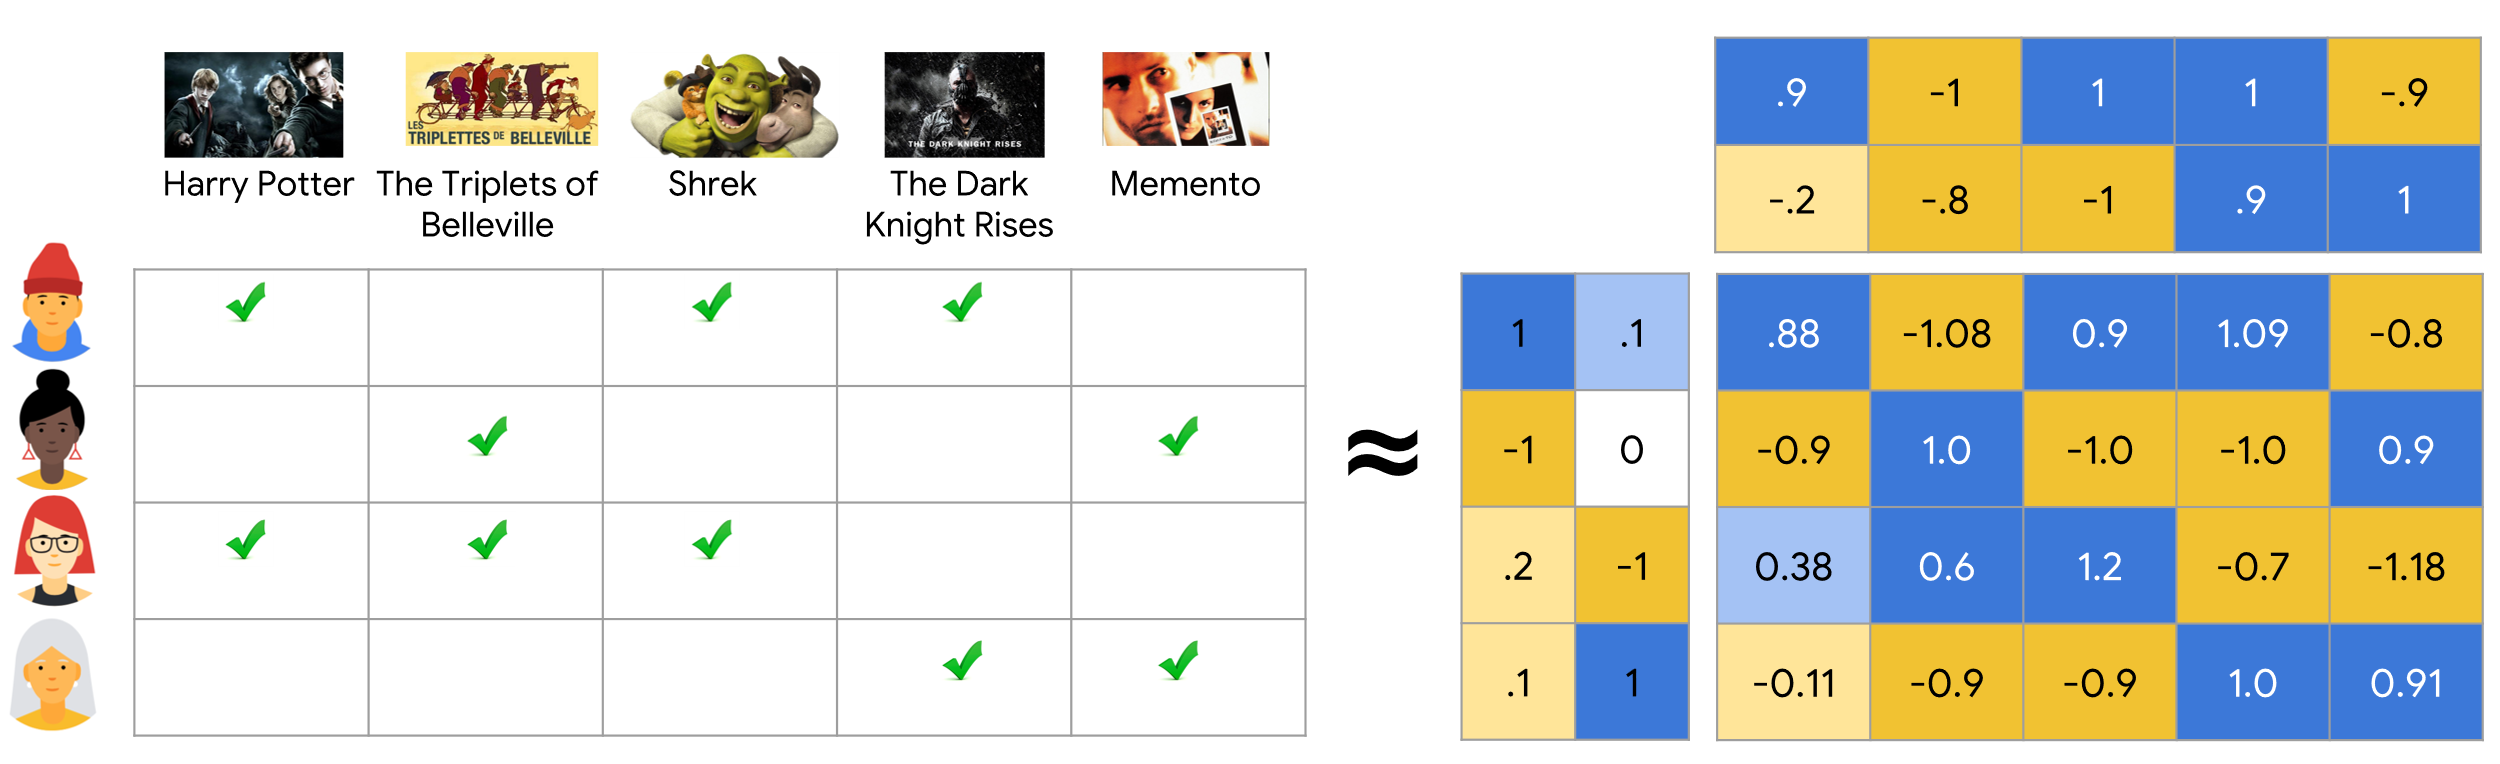 LES
TRIPLETTES DE BELLEVILLE
THE DARK KNIGHT RISES
Harry Potter
The Triplets of
Belleville
Shrek
The Dark
Knight Rises
Memento
.9 -1 1 1 -.9
-.2 -.8 -1 .9 1
≈
1 .1
-1 0
.2 -1
.1 1
.88 -1.08 0.9 1.09 -0.8
-0.9 1.0 -1.0 -1.0 0.9
0.38 0.6 1.2 -0.7 -1.18
-0.11 -0.9 -0.9 1.0 0.91